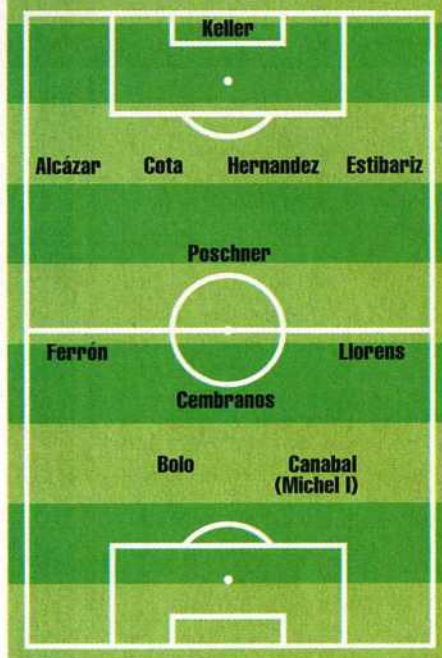 Keller
Alcázar Cota Hernandez Estibariz
Poschner
Ferrón Llorens
Cembranos
Bolo Canabal
(Michel I)